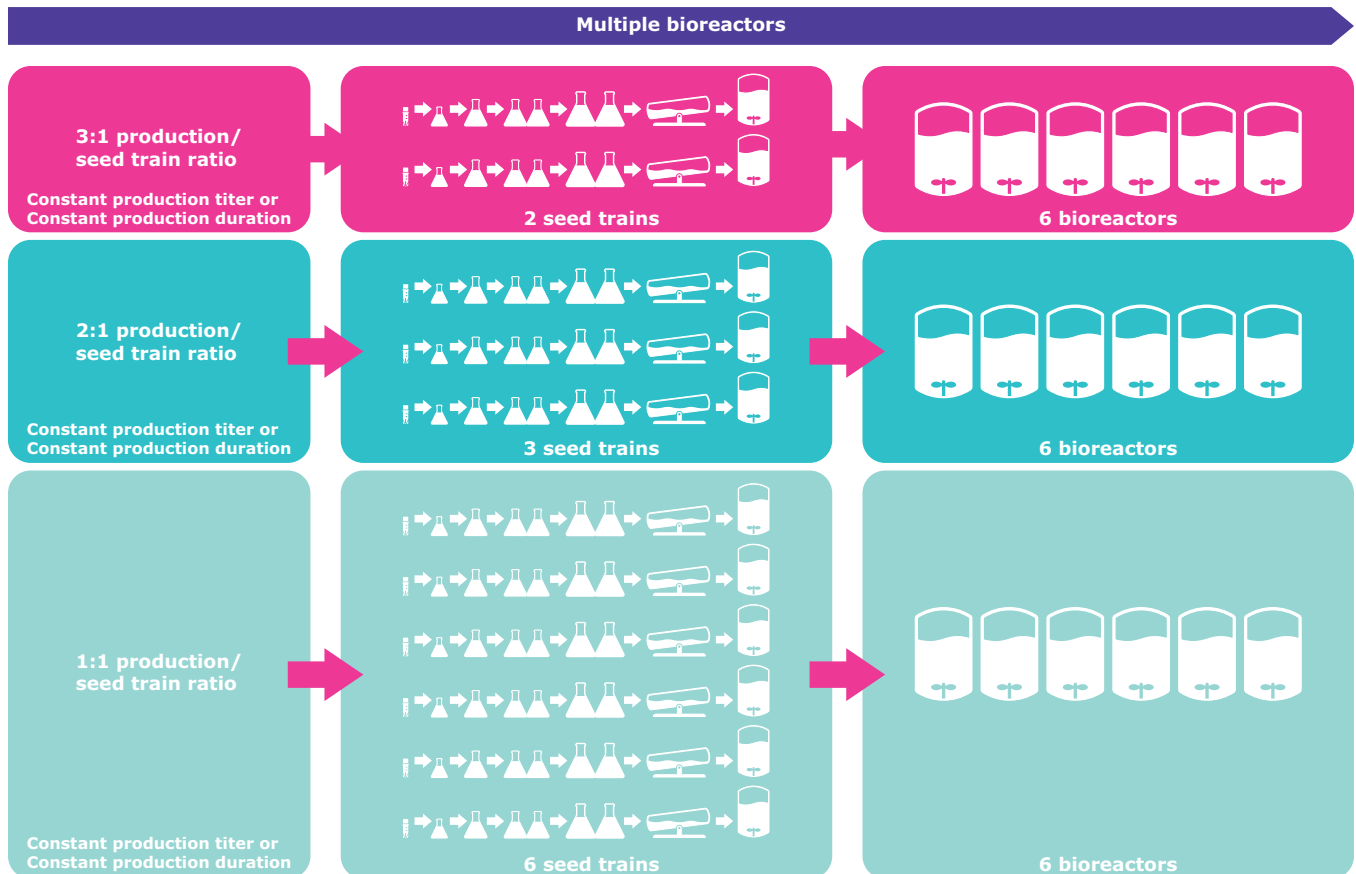 Multiple bioreactors
3:1 production/
seed train ratio
Constant production titer or
Constant production duration
2 seed trains
6 bioreactors
2:1 production/
seed train ratio
Constant production titer or
Constant production duration
3 seed trains
6 bioreactors
1:1 production/
seed train ratio
Constant production titer or
Constant production duration
6 seed trains
6 bioreactors